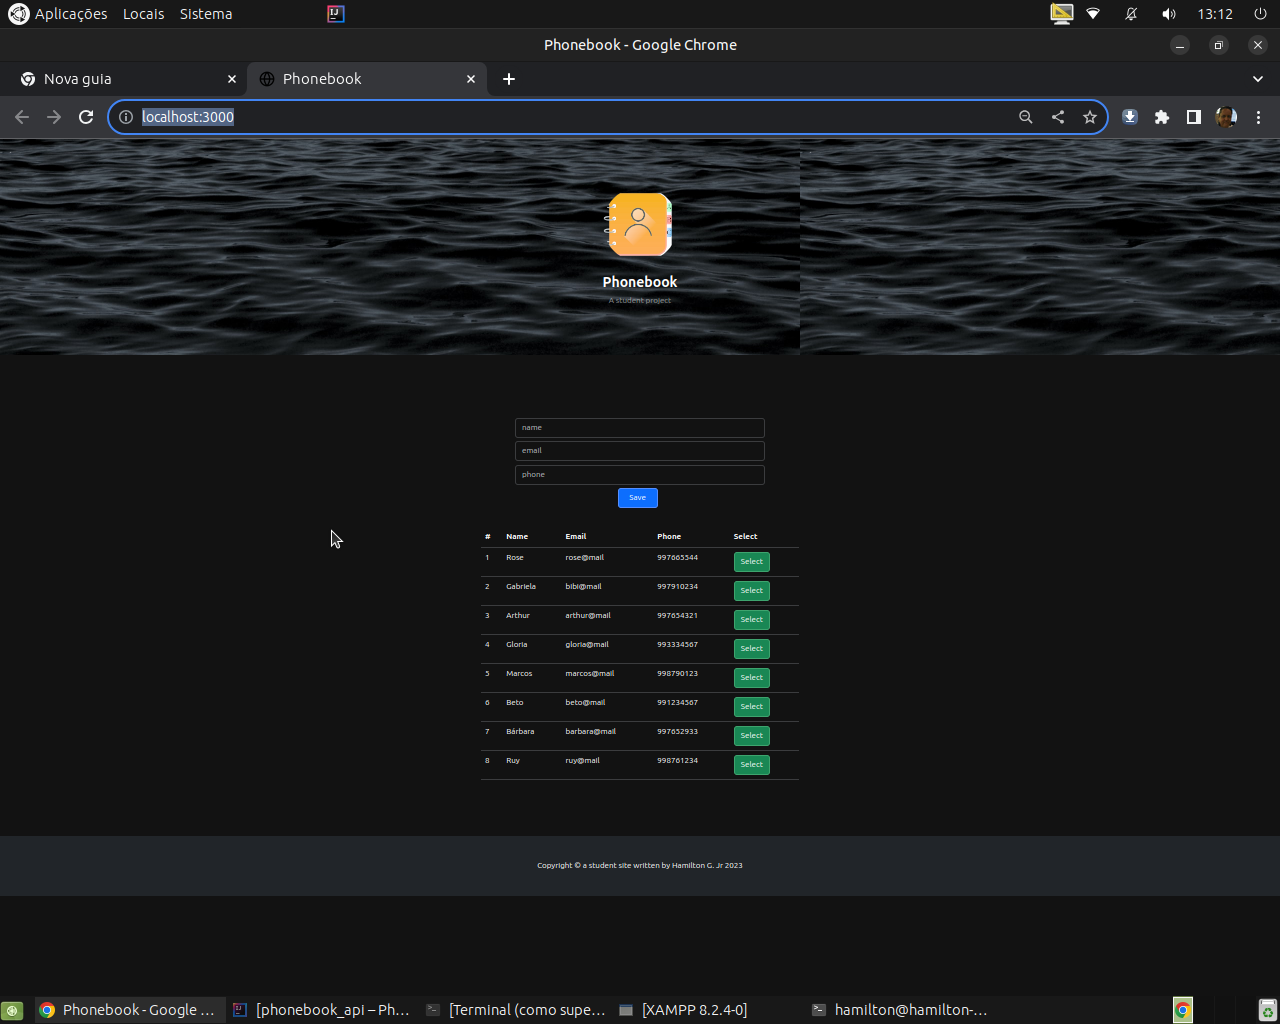 Aplicações Locais Sistema 13:12
Phonebook - Google Chrome
Nova guia Phonebook
localhost:3000
Phonebook
A student project
name
email
phone
Save
# Name Email Phone Select
1 Rose rose@mail 997665544 Select
2 Gabriela bibi@mail 997910234 Select
3 Arthur arthur@mail 997654321 Select
4 Gloria gloria@mail 993334567 Select
5 Marcos marcos@mail 998790123 Select
6 Beto beto@mail 991234567 Select
7 Bárbara barbara@mail 997652933 Select
8 Ruy ruy@mail 998761234 Select
Copyright © a student site written by Hamilton G. Jr 2023
Phonebook - Google ... [phonebook_api – Ph... [Terminal (como supe... [XAMPP 8.2.4-0] hamilton@hamilton-...